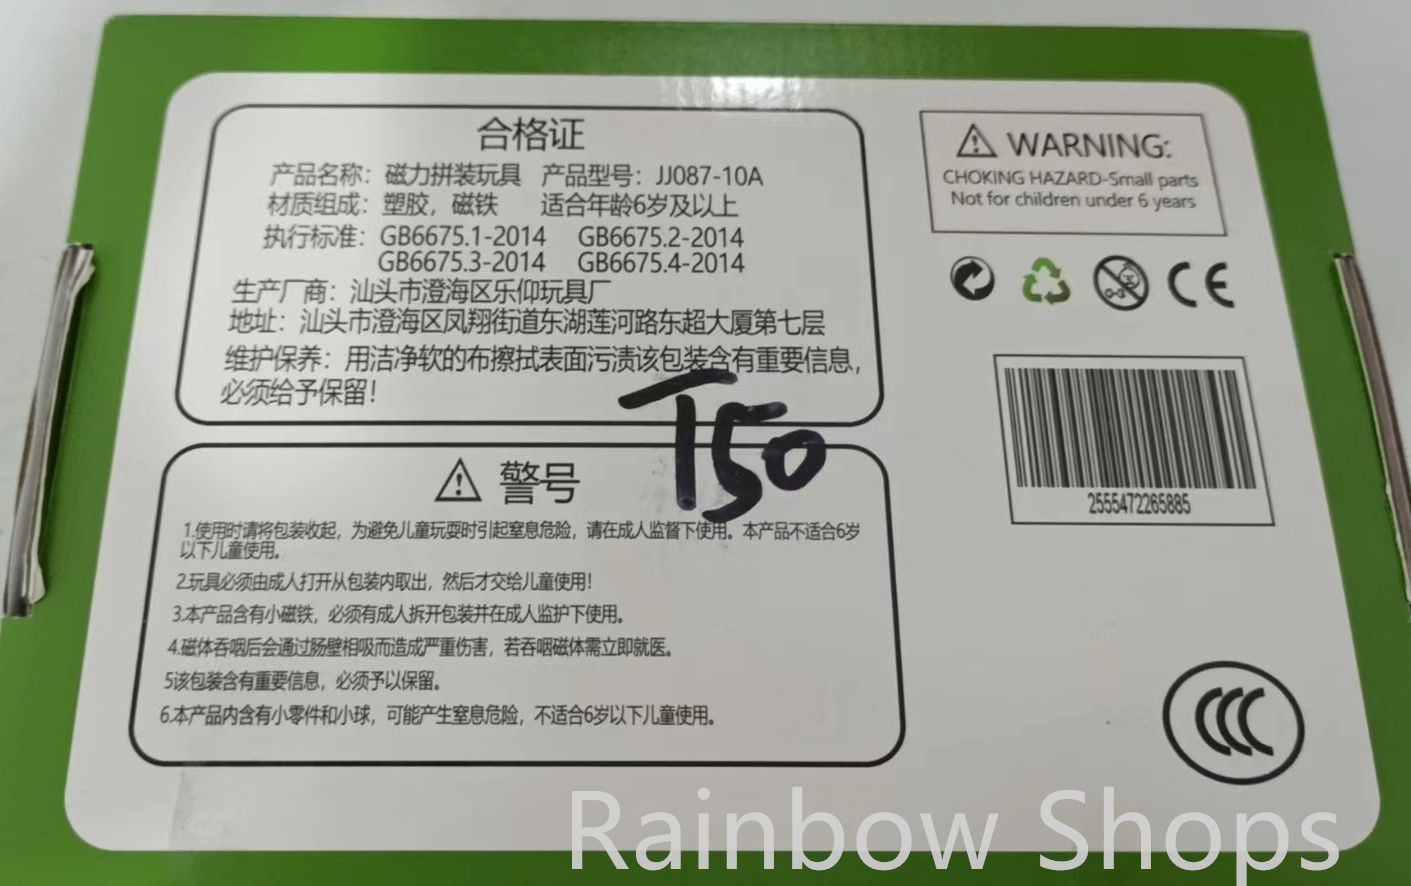 合格证
产品名称：磁力拼装玩具 产品型号：JJ087-10A
材质组成：塑胶，磁铁 适合年龄6岁及以上
执行标准：GB6675.1-2014 GB6675.2-2014
GB6675.3-2014 GB6675.4-2014
生产厂商：汕头市澄海区乐仰玩具厂
地址：汕头市澄海区凤翔街道东湖莲河路东超大厦第七层
维护保养：用洁净软的布擦拭表面污渍该包装含有重要信息，
必须给予保留！
T50
⚠ 警号
1.使用时请将包装收起，为避免儿童玩耍时引起窒息危险，请在成人监督下使用。本产品不适合6岁
以下儿童使用。
2.玩具必须由成人打开从包装内取出，然后才交给儿童使用！
3.本产品含有小磁铁，必须有成人拆开包装并在成人监护下使用。
4.磁体吞咽后会通过肠壁相吸而造成严重伤害，若吞咽磁体需立即就医。
5该包装含有重要信息，必须予以保留。
6.本产品内含有小零件和小球，可能产生窒息危险，不适合6岁以下儿童使用。
⚠ WARNING:
CHOKING HAZARD-Small parts
Not for children under 6 years
0-3
CE
2555472265885
CCC
Rainbow Shops